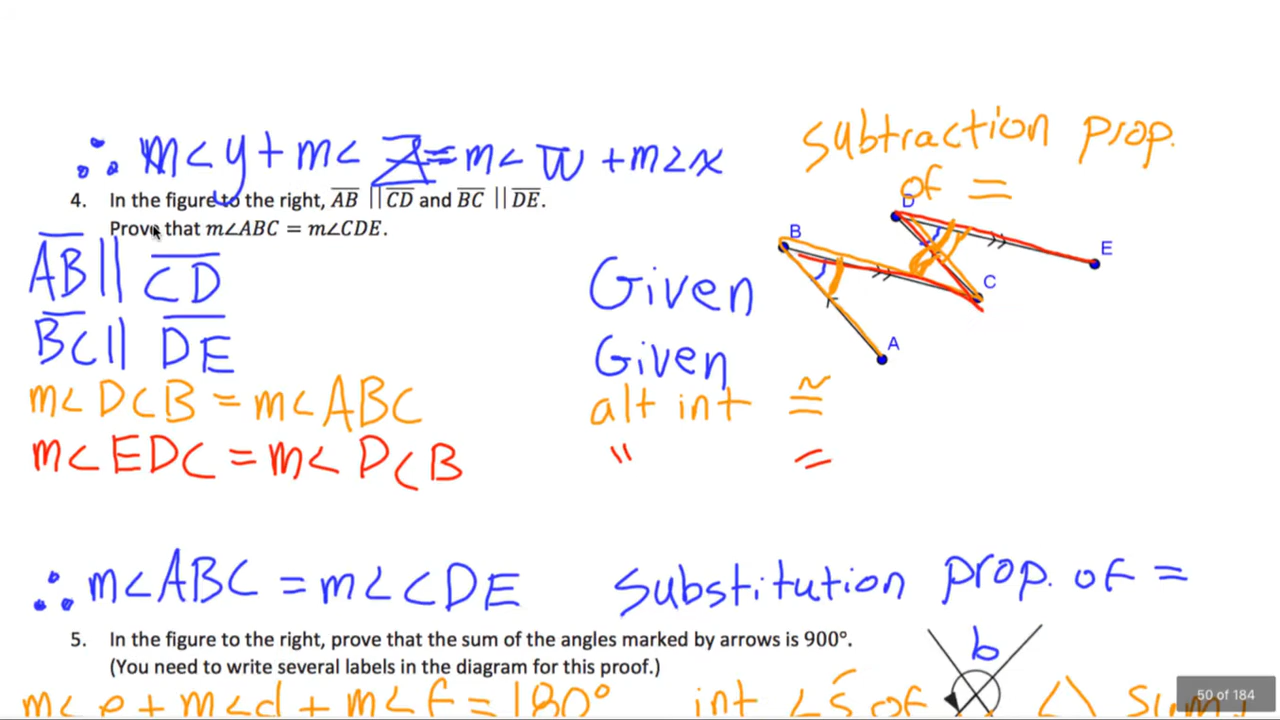 subtraction prop.
∴ m<y + m< Z = m< w + m<x
of =
4. In the figure to the right, AB || CD and BC || DE.
Prove that m∠ABC = m∠CDE.
D
B
E
C
A
AB || CD Given
BC || DE Given
m<DCB = m<ABC alt int ≅
m<EDC = m<DCB " =
∴ m<ABC = m<CDE Substitution prop. of =
5. In the figure to the right, prove that the sum of the angles marked by arrows is 900°.
(You need to write several labels in the diagram for this proof.)
b
m<e + m<d + m<f = 180° int <'s of △ sum
50 of 184